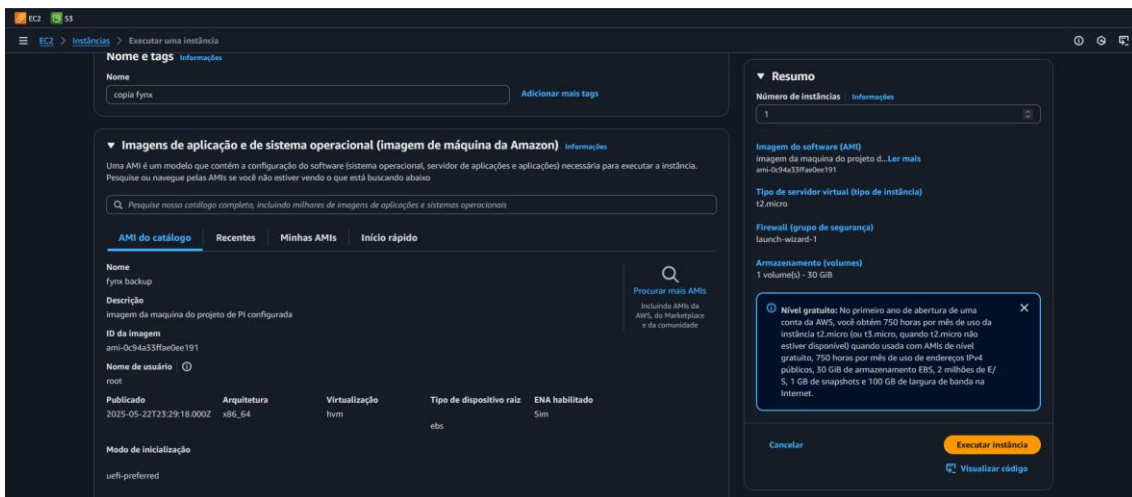 EC2 S3
EC2 > Instâncias > Executar uma instância
Nome e tags Informações
Nome
copia fynx
Adicionar mais tags
Imagens de aplicação e de sistema operacional (imagem de máquina da Amazon) Informações
Uma AMI é um modelo que contém a configuração do software (sistema operacional, servidor de aplicações e aplicações) necessária para executar a instância.
Pesquise ou navegue pelas AMIs se você não estiver vendo o que está buscando abaixo
Pesquise nosso catálogo completo, incluindo milhares de imagens de aplicações e sistemas operacionais
AMI do catálogo Recentes Minhas AMIs Início rápido
Nome
fynx backup
Descrição
imagem da maquina do projeto de PI configurada
ID da imagem
ami-0c94a33ffae0ee191
Nome de usuário
root
Publicado Arquitetura Virtualização Tipo de dispositivo raiz ENA habilitado
2025-05-22T23:29:18.000Z x86_64 hvm ebs Sim
Modo de inicialização
uefi-preferred
Procurar mais AMIs
Incluindo AMIs da
AWS, do Marketplace
e da comunidade
Resumo
Número de instâncias Informações
1
Imagem do software (AMI)
imagem da maquina do projeto d...Ler mais
ami-0c94a33ffae0ee191
Tipo de servidor virtual (tipo de instância)
t2.micro
Firewall (grupo de segurança)
launch-wizard-1
Armazenamento (volumes)
1 volume(s) - 30 GiB
Nível gratuito: No primeiro ano de abertura de uma
conta da AWS, você obtém 750 horas por mês de uso da
instância t2.micro (ou t3.micro, quando t2.micro não
estiver disponível) quando usada com AMIs de nível
gratuito, 750 horas por mês de uso de endereços IPv4
públicos, 30 GiB de armazenamento EBS, 2 milhões de E/
S, 1 GB de snapshots e 100 GB de largura de banda na
Internet.
Cancelar
Executar instância
Visualizar código